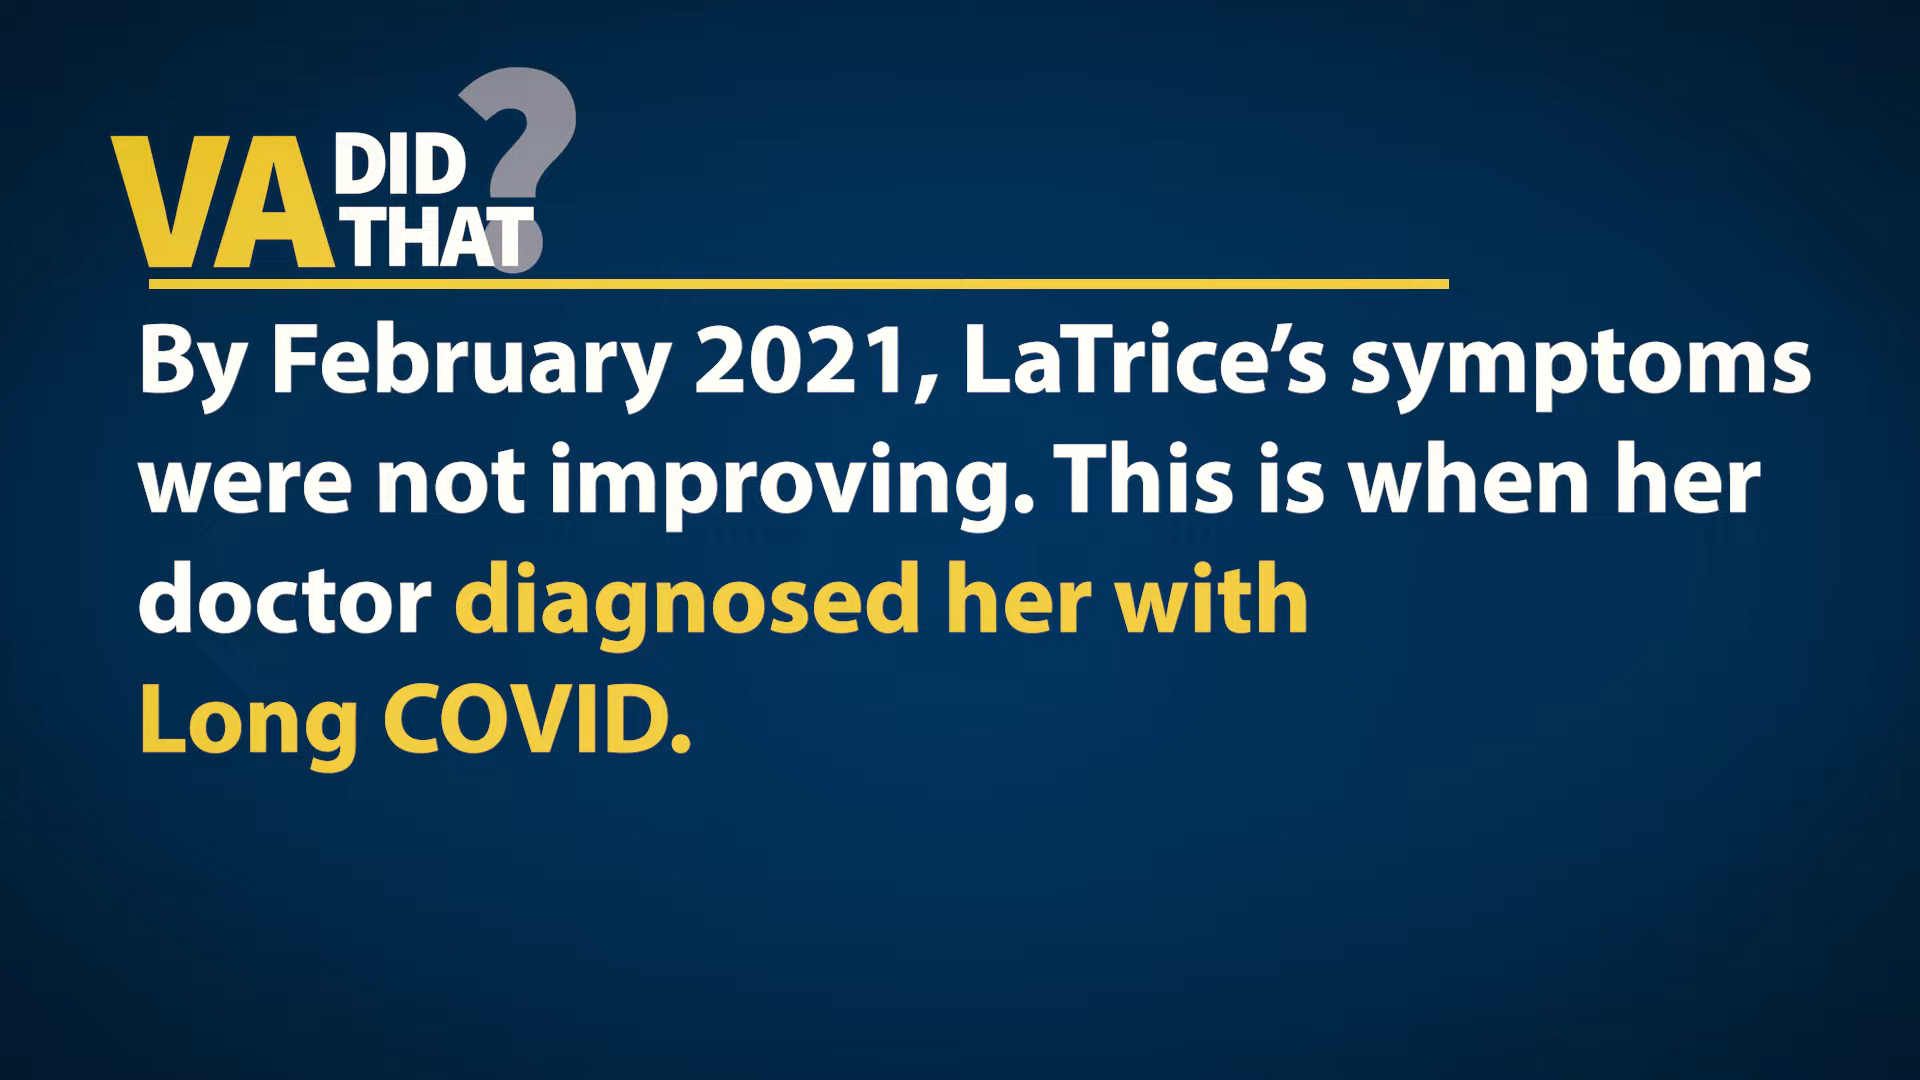 VA DID THAT?
By February 2021, LaTrice’s symptoms
were not improving. This is when her
doctor diagnosed her with
Long COVID.